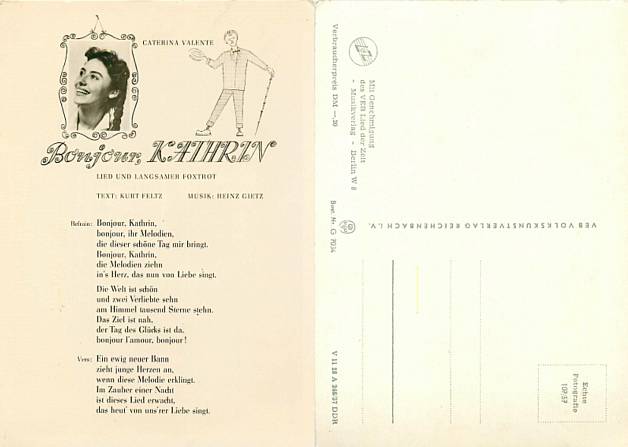 CATERINA VALENTE
Bonjour, KATHRIN
LIED UND LANGSAMER FOXTROT
TEXT: KURT FELTZ MUSIK: HEINZ GIETZ
Refrain: Bonjour, Kathrin,
bonjour, ihr Melodien,
die dieser schöne Tag mir bringt.
Bonjour, Kathrin,
die Melodien ziehn
in's Herz, das nun von Liebe singt.
Die Welt ist schön
und zwei Verliebte sehn
am Himmel tausend Sterne stehn.
Das Ziel ist nah,
der Tag des Glücks ist da,
bonjour l'amour, bonjour!
Vers: Ein ewig neuer Bann
zieht junge Herzen an,
wenn diese Melodie erklingt.
Im Zauber einer Nacht
ist dieses Lied erwacht,
das heut' von uns'rer Liebe singt.
Verbraucherpreis DM —,20
Mit Genehmigung
des VEB Lied der Zeit
• Musikverlag • Berlin W 8
Best. Nr. G 7034
VEB VOLKSKUNSTVERLAG REICHENBACH i. V.
V 11 28 A 246/57 DDR
Echte
Fotografie
10P/57